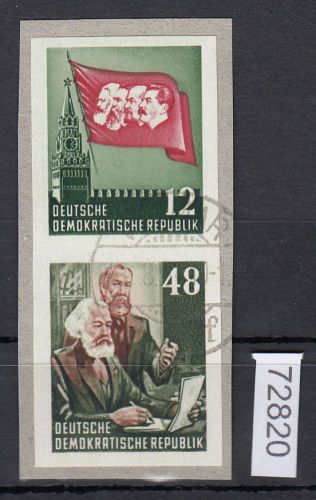 12
DEUTSCHE
DEMOKRATISCHE REPUBLIK
48
DEUTSCHE
DEMOKRATISCHE REPUBLIK
72820